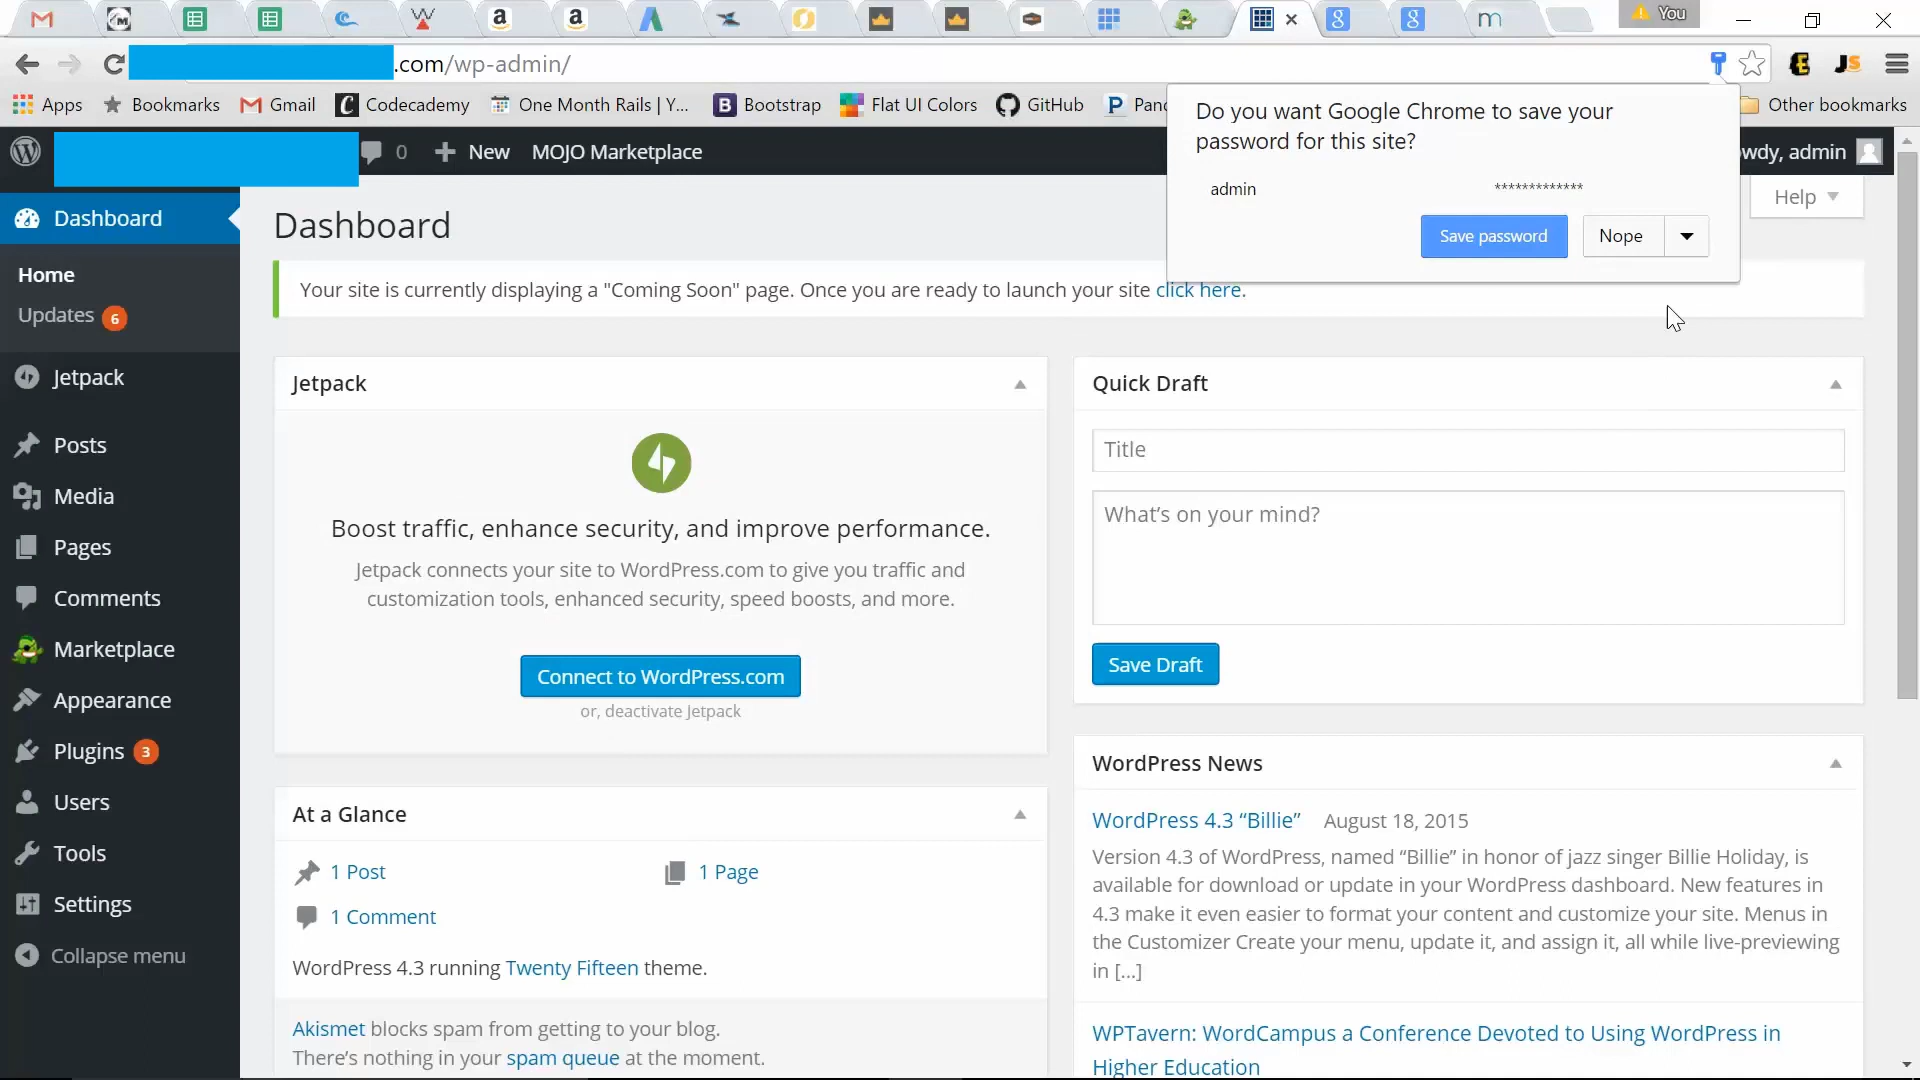 You
.com/wp-admin/
Apps
Bookmarks
Gmail
Codecademy
One Month Rails | Y...
Bootstrap
Flat UI Colors
GitHub
Other bookmarks
Do you want Google Chrome to save your
password for this site?
admin
*************
Save password
Nope
0
New
MOJO Marketplace
wdy, admin
Help
Dashboard
Home
Updates 6
Jetpack
Posts
Media
Pages
Comments
Marketplace
Appearance
Plugins 3
Users
Tools
Settings
Collapse menu
Dashboard
Your site is currently displaying a "Coming Soon" page. Once you are ready to launch your site click here.
Jetpack
Boost traffic, enhance security, and improve performance.
Jetpack connects your site to WordPress.com to give you traffic and
customization tools, enhanced security, speed boosts, and more.
Connect to WordPress.com
or, deactivate Jetpack
At a Glance
1 Post
1 Page
1 Comment
WordPress 4.3 running Twenty Fifteen theme.
Akismet blocks spam from getting to your blog.
There's nothing in your spam queue at the moment.
Quick Draft
Title
What's on your mind?
Save Draft
WordPress News
WordPress 4.3 “Billie” August 18, 2015
Version 4.3 of WordPress, named “Billie” in honor of jazz singer Billie Holiday, is
available for download or update in your WordPress dashboard. New features in
4.3 make it even easier to format your content and customize your site. Menus in
the Customizer Create your menu, update it, and assign it, all while live-previewing
in [...]
WPTavern: WordCampus a Conference Devoted to Using WordPress in
Higher Education